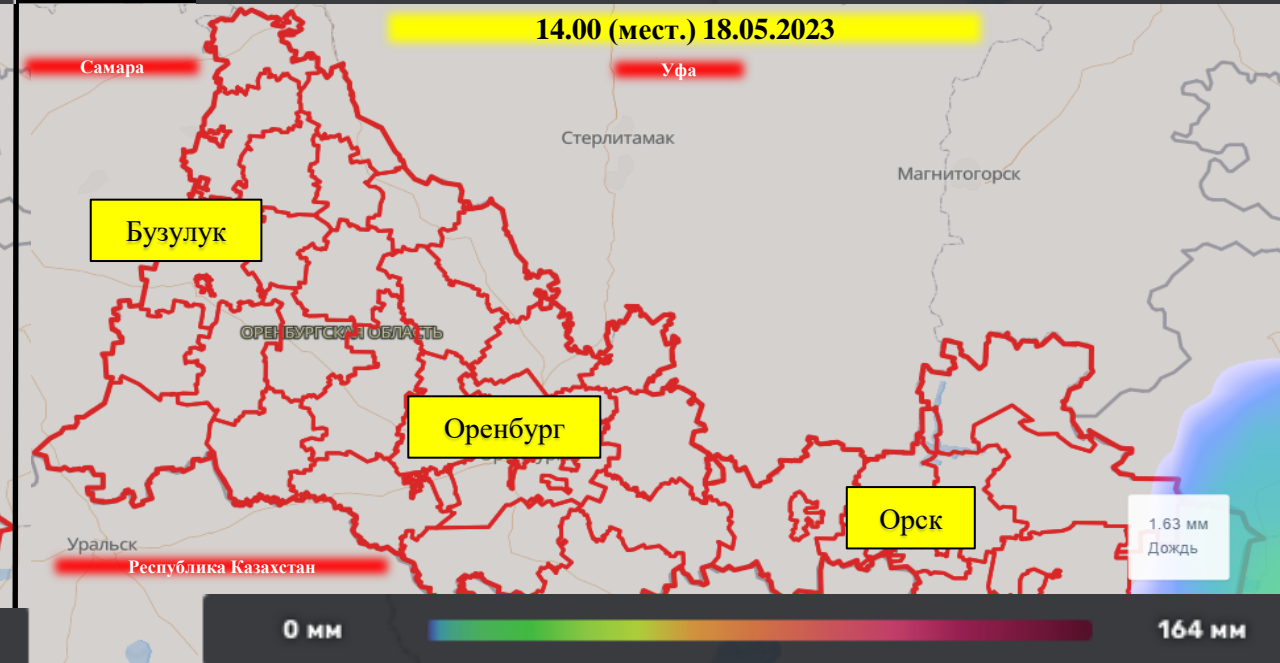 14.00 (мест.) 18.05.2023
Самара
Уфа
Стерлитамак
Магнитогорск
Бузулук
ОРЕНБУРГСКАЯ ОБЛАСТЬ
Оренбург
Орск
1.63 мм
Дождь
Уральск
Республика Казахстан
0 мм
164 мм